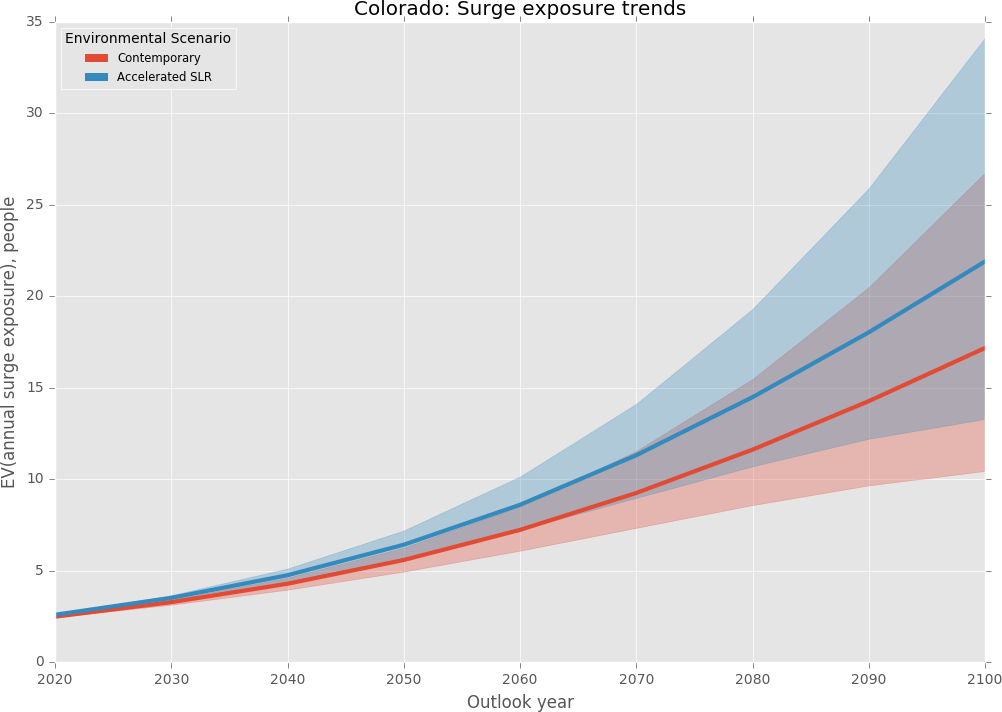 Colorado: Surge exposure trends
Environmental Scenario
Contemporary
Accelerated SLR
EV(annual surge exposure), people
35
30
25
20
15
10
5
0
2020 2030 2040 2050 2060 2070 2080 2090 2100
Outlook year